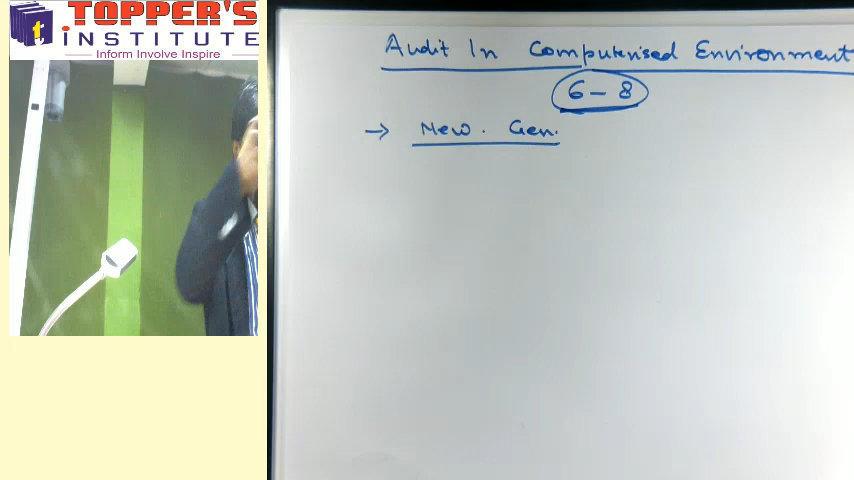 TOPPER'S
iNSTITUTE
Inform Involve Inspire
t
Audit In Computerised Environment
6 - 8
→ New. Gen.